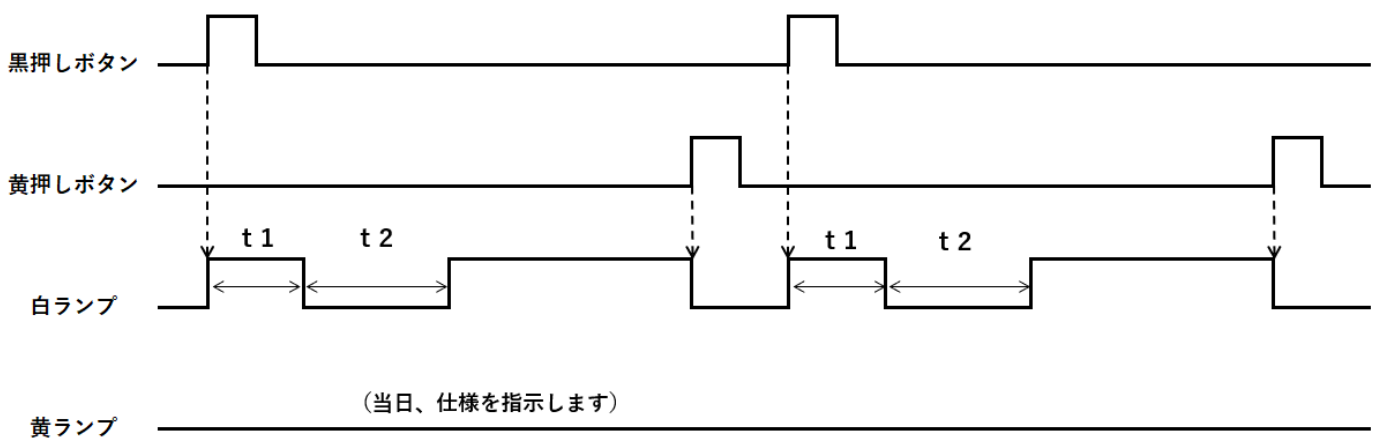 黒押しボタン
黄押しボタン
t 1
t 2
t 1
t 2
白ランプ
（当日、仕様を指示します）
黄ランプ